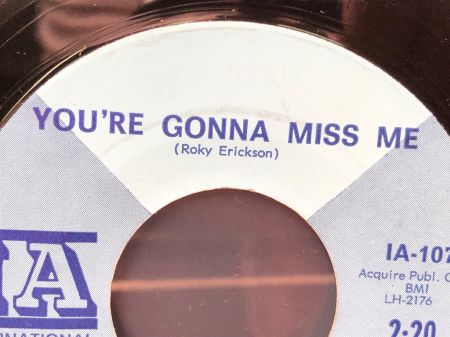 YOU'RE GONNA MISS ME
(Roky Erickson)
IA
IA-107
Acquire Publ. C
BMI
LH-2176
2:20